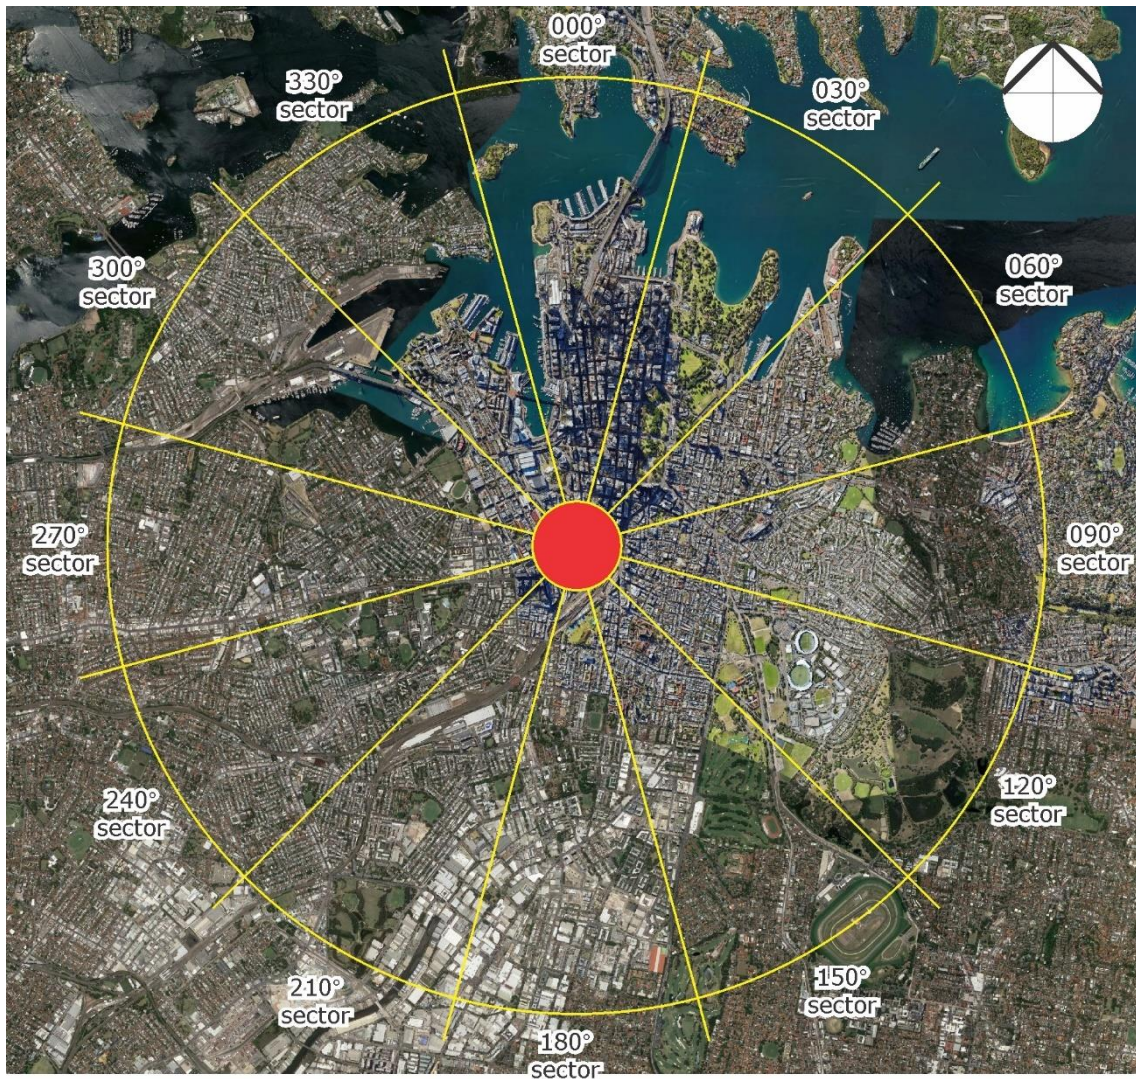 000°
sector
030°
sector
060°
sector
090°
sector
120°
sector
150°
sector
180°
sector
210°
sector
240°
sector
270°
sector
300°
sector
330°
sector